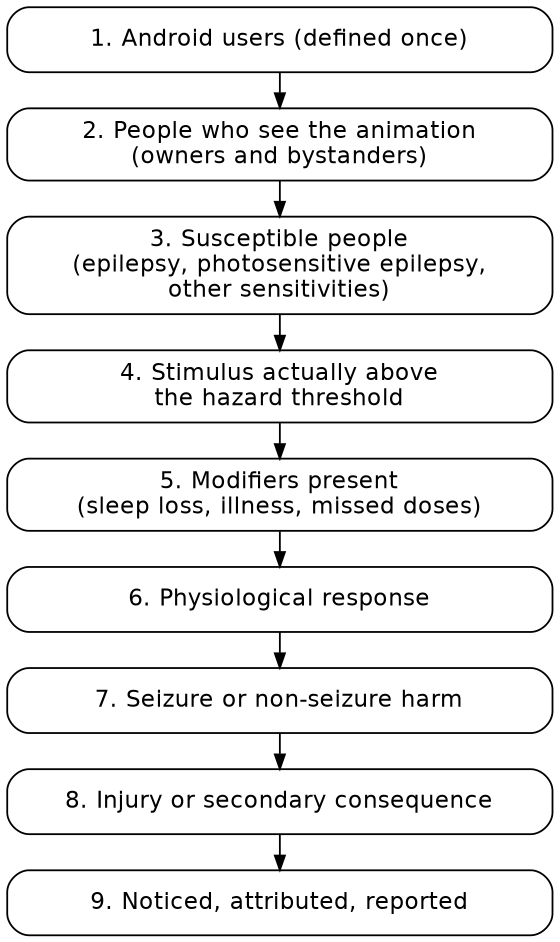 1. Android users (defined once)
2. People who see the animation
(owners and bystanders)
3. Susceptible people
(epilepsy, photosensitive epilepsy,
other sensitivities)
4. Stimulus actually above
the hazard threshold
5. Modifiers present
(sleep loss, illness, missed doses)
6. Physiological response
7. Seizure or non-seizure harm
8. Injury or secondary consequence
9. Noticed, attributed, reported